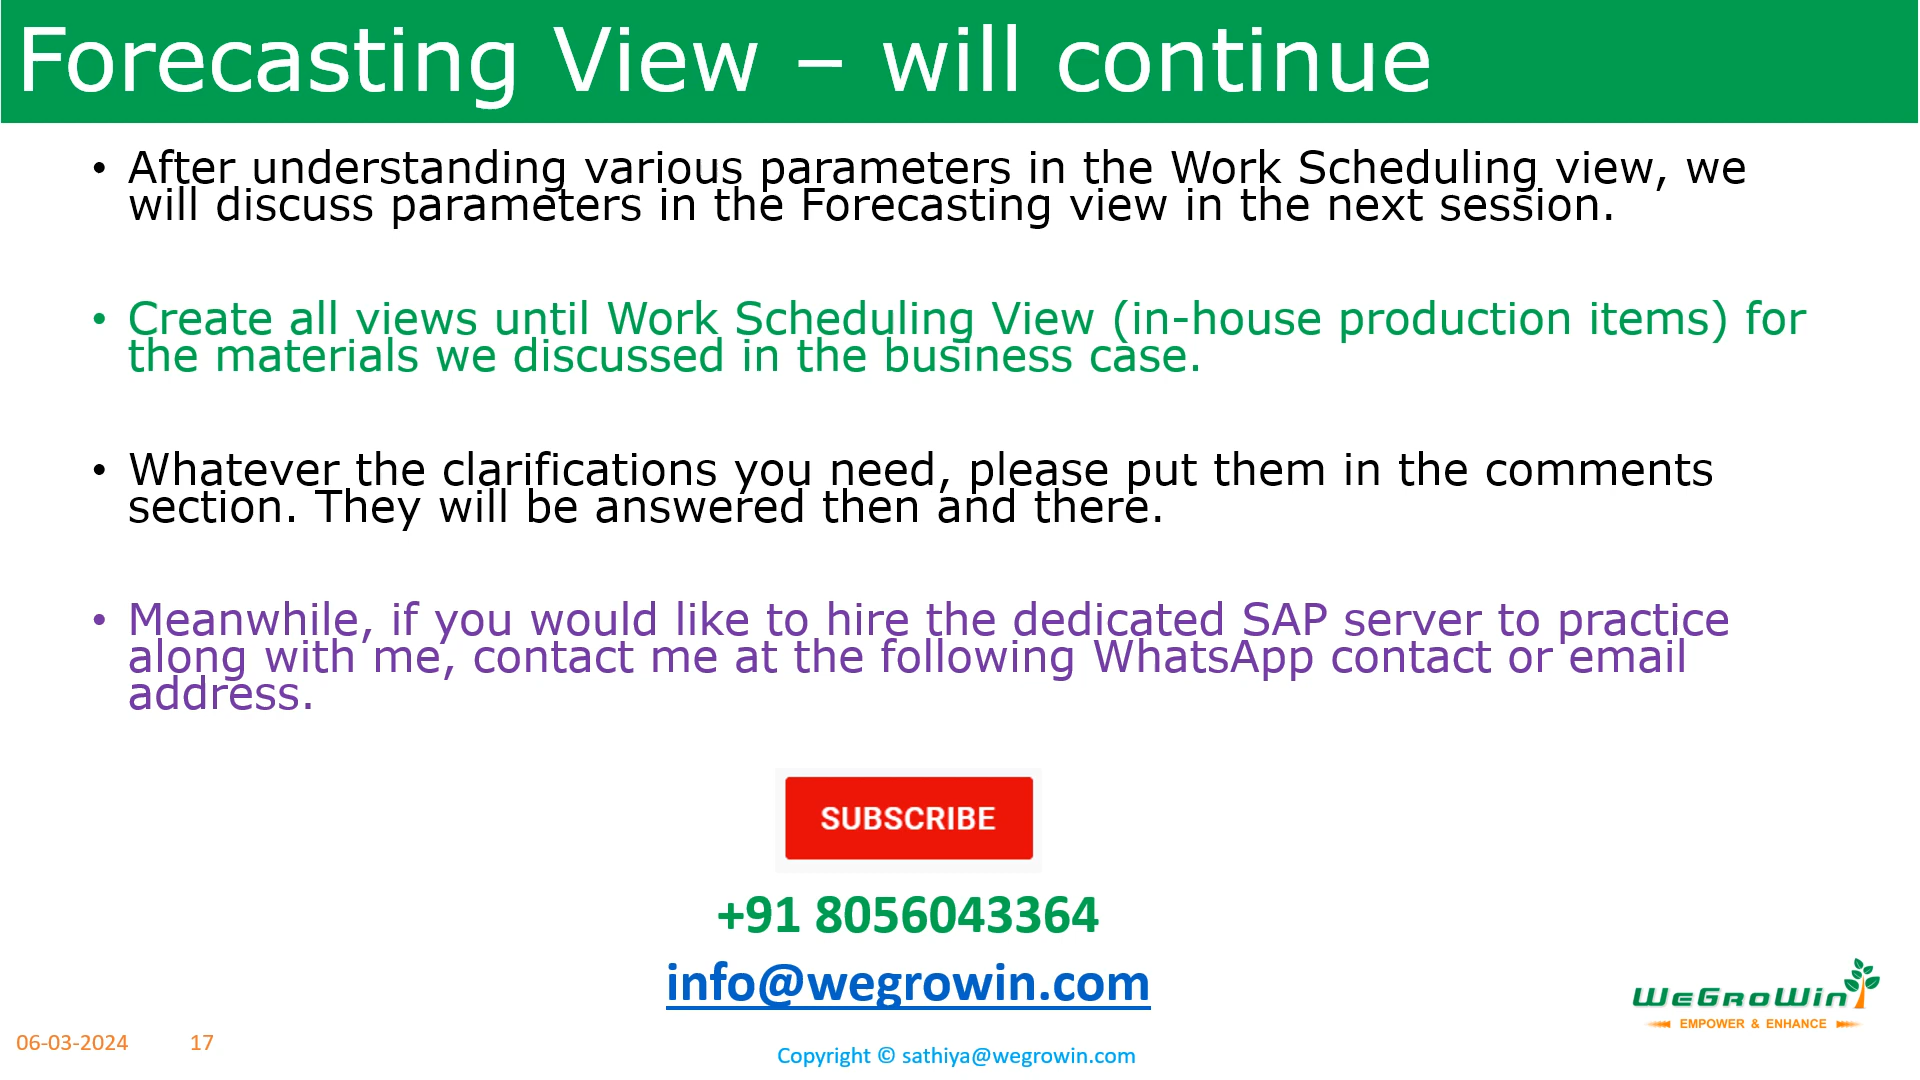 Forecasting View – will continue
• After understanding various parameters in the Work Scheduling view, we
will discuss parameters in the Forecasting view in the next session.
• Create all views until Work Scheduling View (in-house production items) for
the materials we discussed in the business case.
• Whatever the clarifications you need, please put them in the comments
section. They will be answered then and there.
• Meanwhile, if you would like to hire the dedicated SAP server to practice
along with me, contact me at the following WhatsApp contact or email
address.
SUBSCRIBE
+91 8056043364
info@wegrowin.com
WeGroWin
EMPOWER & ENHANCE
06-03-2024 17
Copyright © sathiya@wegrowin.com